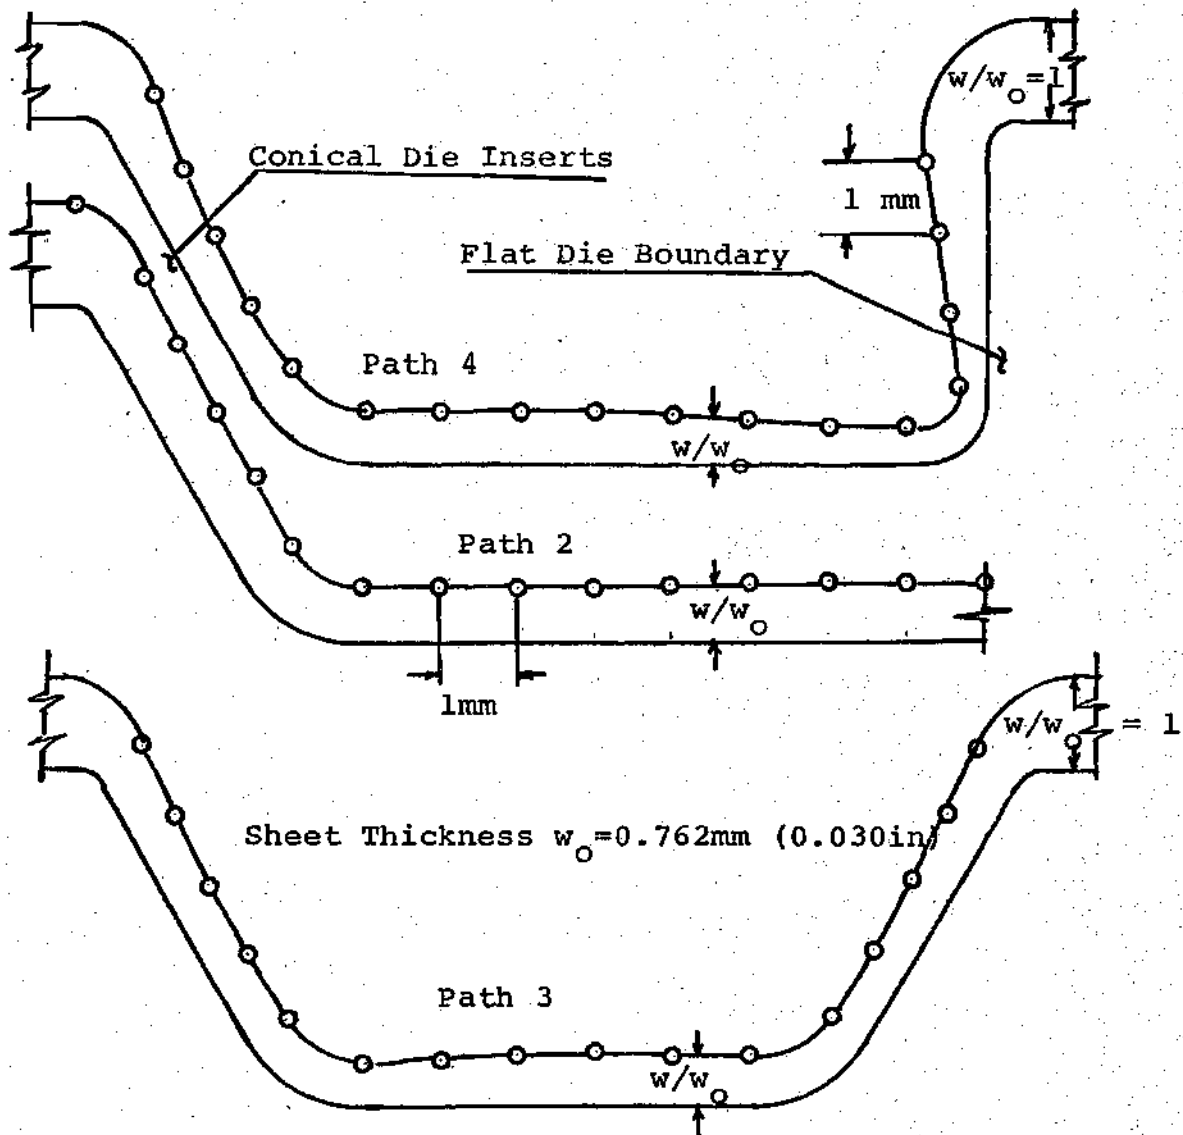 w/wo=1
Conical Die Inserts
1 mm
Flat Die Boundary
Path 4
w/wo
Path 2
w/wo
1mm
w/wo = 1
Sheet Thickness wo=0.762mm (0.030in)
Path 3
w/wo